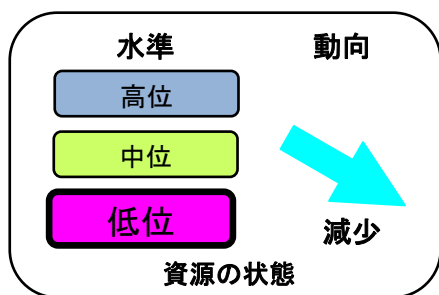 水準 動向
高位
中位
低位
減少
資源の状態